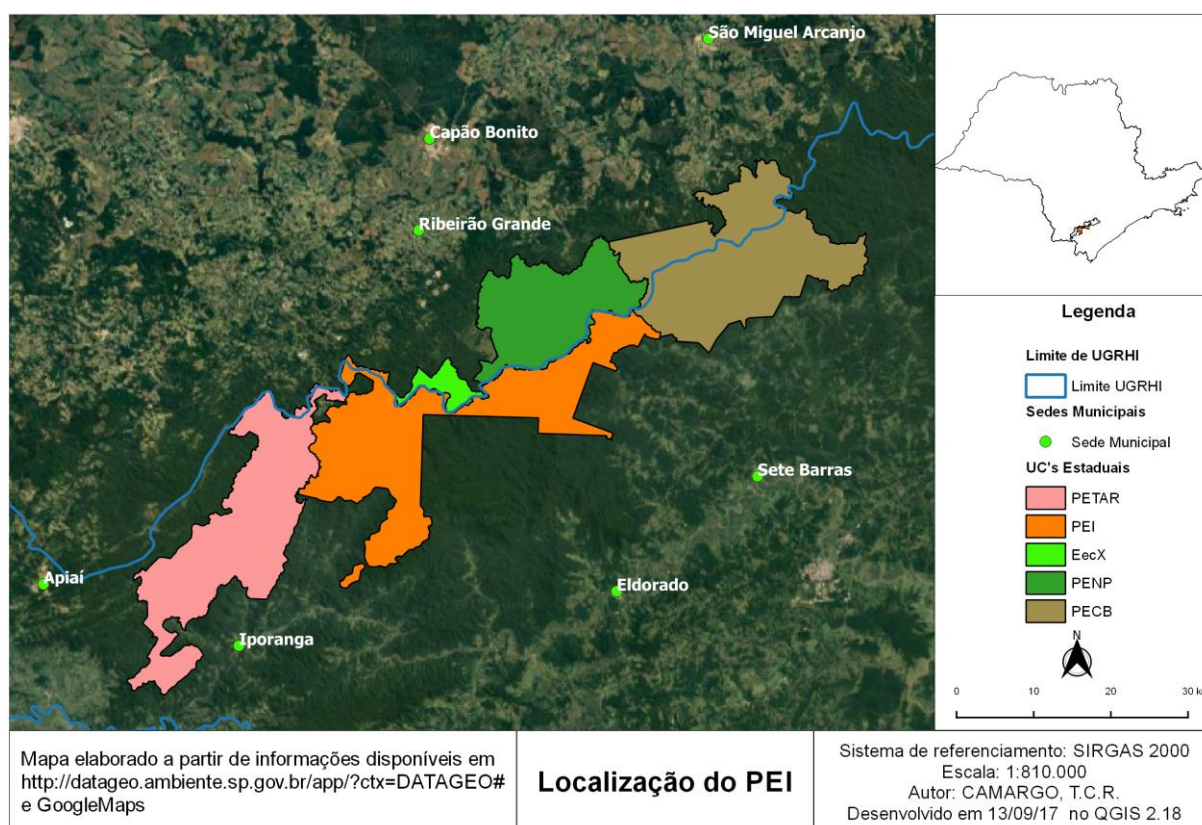 São Miguel Arcanjo
Capão Bonito
Ribeirão Grande
Sete Barras
Apiaí
Eldorado
Iporanga
Legenda
Limite de UGRHI
Limite UGRHI
Sedes Municipais
Sede Municipal
UC's Estaduais
PETAR
PEI
EecX
PENP
PECB
N
0 10 20 30 k
Mapa elaborado a partir de informações disponíveis em
http://datageo.ambiente.sp.gov.br/app/?ctx=DATAGEO#
e GoogleMaps
Localização do PEI
Sistema de referenciamento: SIRGAS 2000
Escala: 1:810.000
Autor: CAMARGO, T.C.R.
Desenvolvido em 13/09/17 no QGIS 2.18